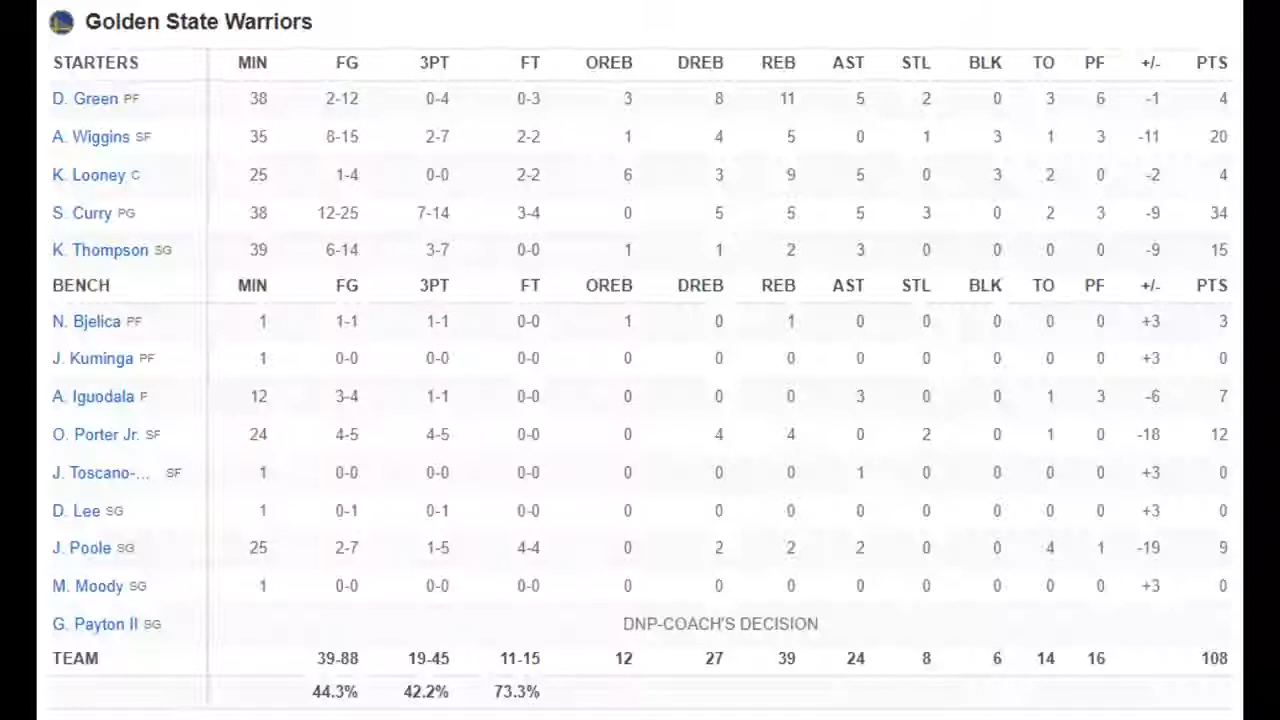 Golden State Warriors
STARTERS MIN FG 3PT FT OREB DREB REB AST STL BLK TO PF +/- PTS
D. Green PF 38 2-12 0-4 0-3 3 8 11 5 2 0 3 6 -1 4
A. Wiggins SF 35 8-15 2-7 2-2 1 4 5 0 1 3 1 3 -11 20
K. Looney C 25 1-4 0-0 2-2 6 3 9 5 0 3 2 0 -2 4
S. Curry PG 38 12-25 7-14 3-4 0 5 5 5 3 0 2 3 -9 34
K. Thompson SG 39 6-14 3-7 0-0 1 1 2 3 0 0 0 0 -9 15
BENCH MIN FG 3PT FT OREB DREB REB AST STL BLK TO PF +/- PTS
N. Bjelica PF 1 1-1 1-1 0-0 1 0 1 0 0 0 0 0 +3 3
J. Kuminga PF 1 0-0 0-0 0-0 0 0 0 0 0 0 0 0 +3 0
A. Iguodala F 12 3-4 1-1 0-0 0 0 0 3 0 0 1 3 -6 7
O. Porter Jr. SF 24 4-5 4-5 0-0 0 4 4 0 2 0 1 0 -18 12
J. Toscano-... SF 1 0-0 0-0 0-0 0 0 0 1 0 0 0 0 +3 0
D. Lee SG 1 0-1 0-1 0-0 0 0 0 0 0 0 0 0 +3 0
J. Poole SG 25 2-7 1-5 4-4 0 2 2 2 0 0 4 1 -19 9
M. Moody SG 1 0-0 0-0 0-0 0 0 0 0 0 0 0 0 +3 0
G. Payton II SG DNP-COACH'S DECISION
TEAM 39-88 19-45 11-15 12 27 39 24 8 6 14 16 108
44.3% 42.2% 73.3%